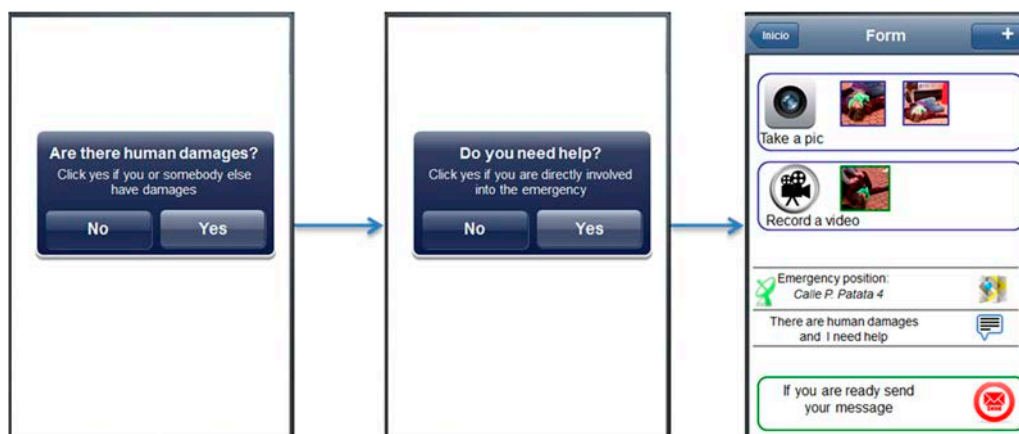 Are there human damages?
Click yes if you or somebody else
have damages
No
Yes
Do you need help?
Click yes if you are directly involved
into the emergency
No
Yes
Inicio
Form
+
Take a pic
Record a video
Emergency position:
Calle P. Patata 4
There are human damages
and I need help
If you are ready send
your message